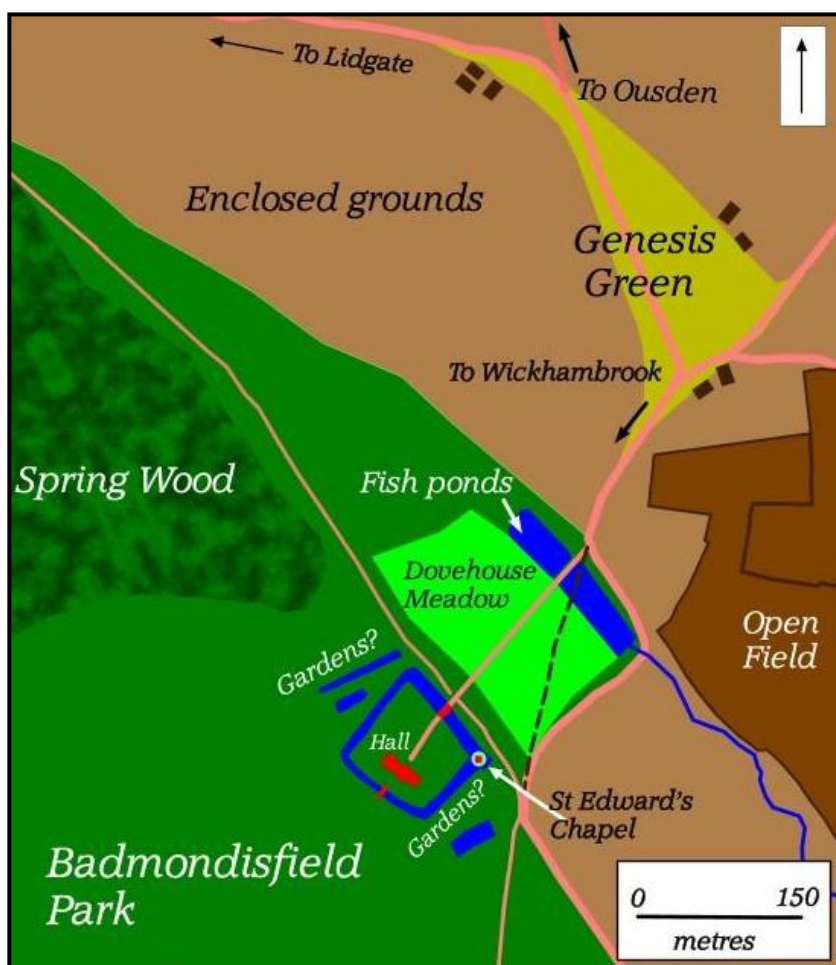 To Lidgate
To Ousden
Enclosed grounds
Genesis
Green
To Wickhambrook
Spring Wood
Fish ponds
Dovehouse
Meadow
Open
Field
Gardens?
Hall
St Edward's
Chapel
Gardens?
Badmondisfield
Park
0 150
metres